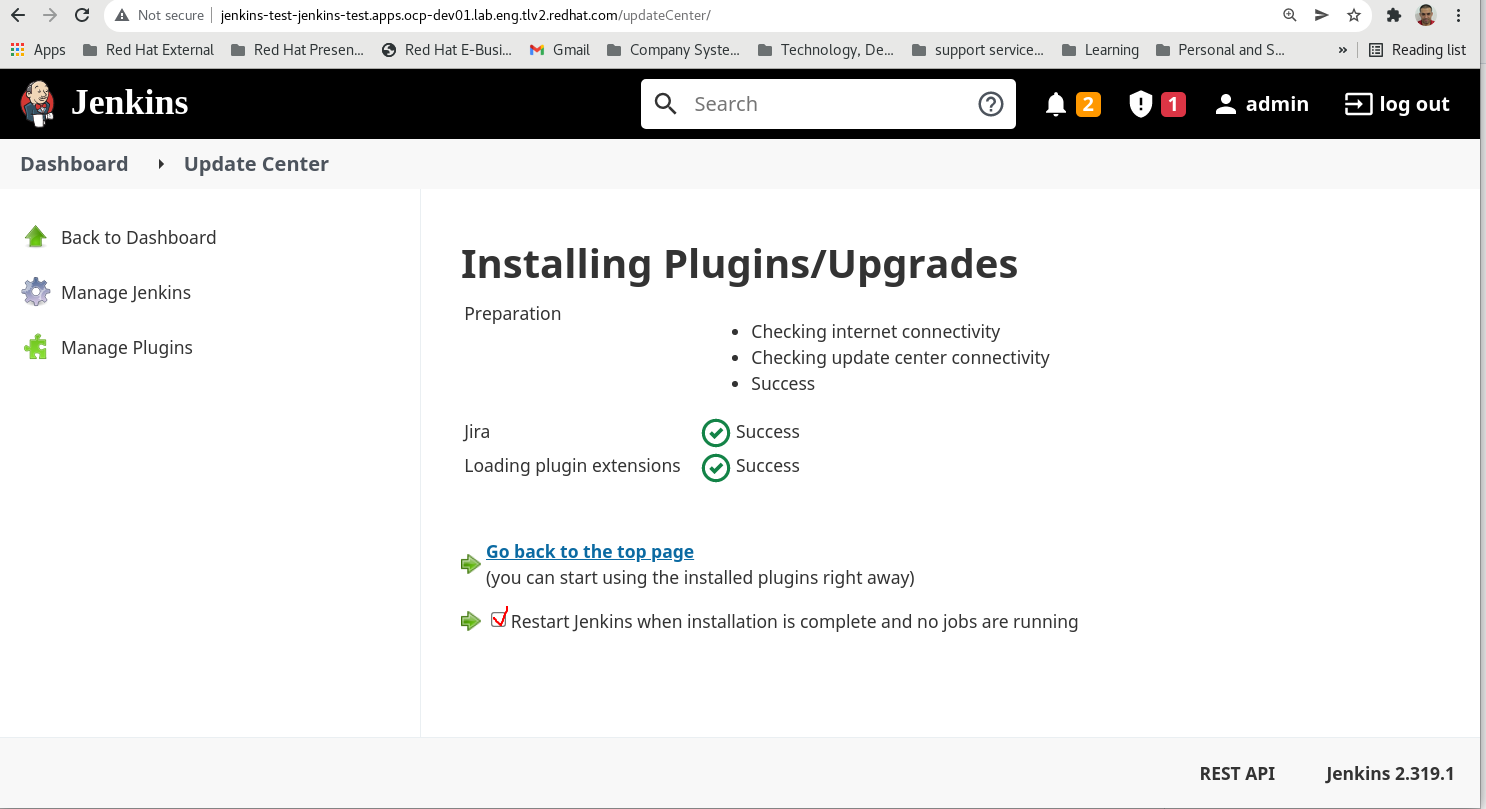 Not secure jenkins-test-jenkins-test.apps.ocp-dev01.lab.eng.tlv2.redhat.com/updateCenter/
Apps Red Hat External Red Hat Presen... Red Hat E-Busi... Gmail Company Syste... Technology, De... support service... Learning Personal and S... » Reading list
Jenkins Search 2 1 admin log out
Dashboard Update Center
Back to Dashboard
Manage Jenkins
Manage Plugins
Installing Plugins/Upgrades
Preparation
• Checking internet connectivity
• Checking update center connectivity
• Success
Jira Success
Loading plugin extensions Success
Go back to the top page
(you can start using the installed plugins right away)
Restart Jenkins when installation is complete and no jobs are running
REST API Jenkins 2.319.1